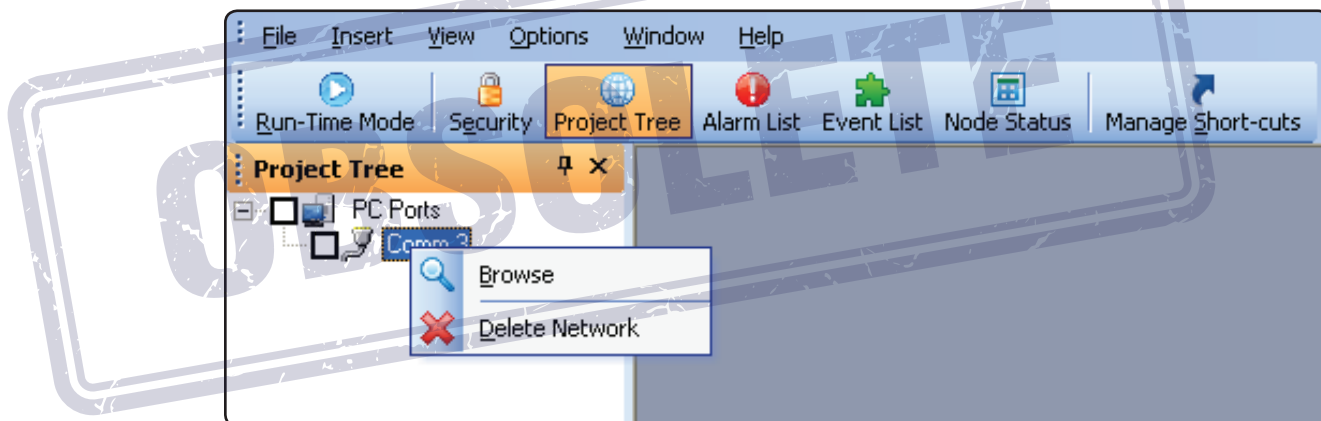 File Insert View Options Window Help
Run-Time Mode Security Project Tree Alarm List Event List Node Status Manage Short-cuts
Project Tree
PC Ports
Comm 3
Browse
Delete Network
OBSOLETE